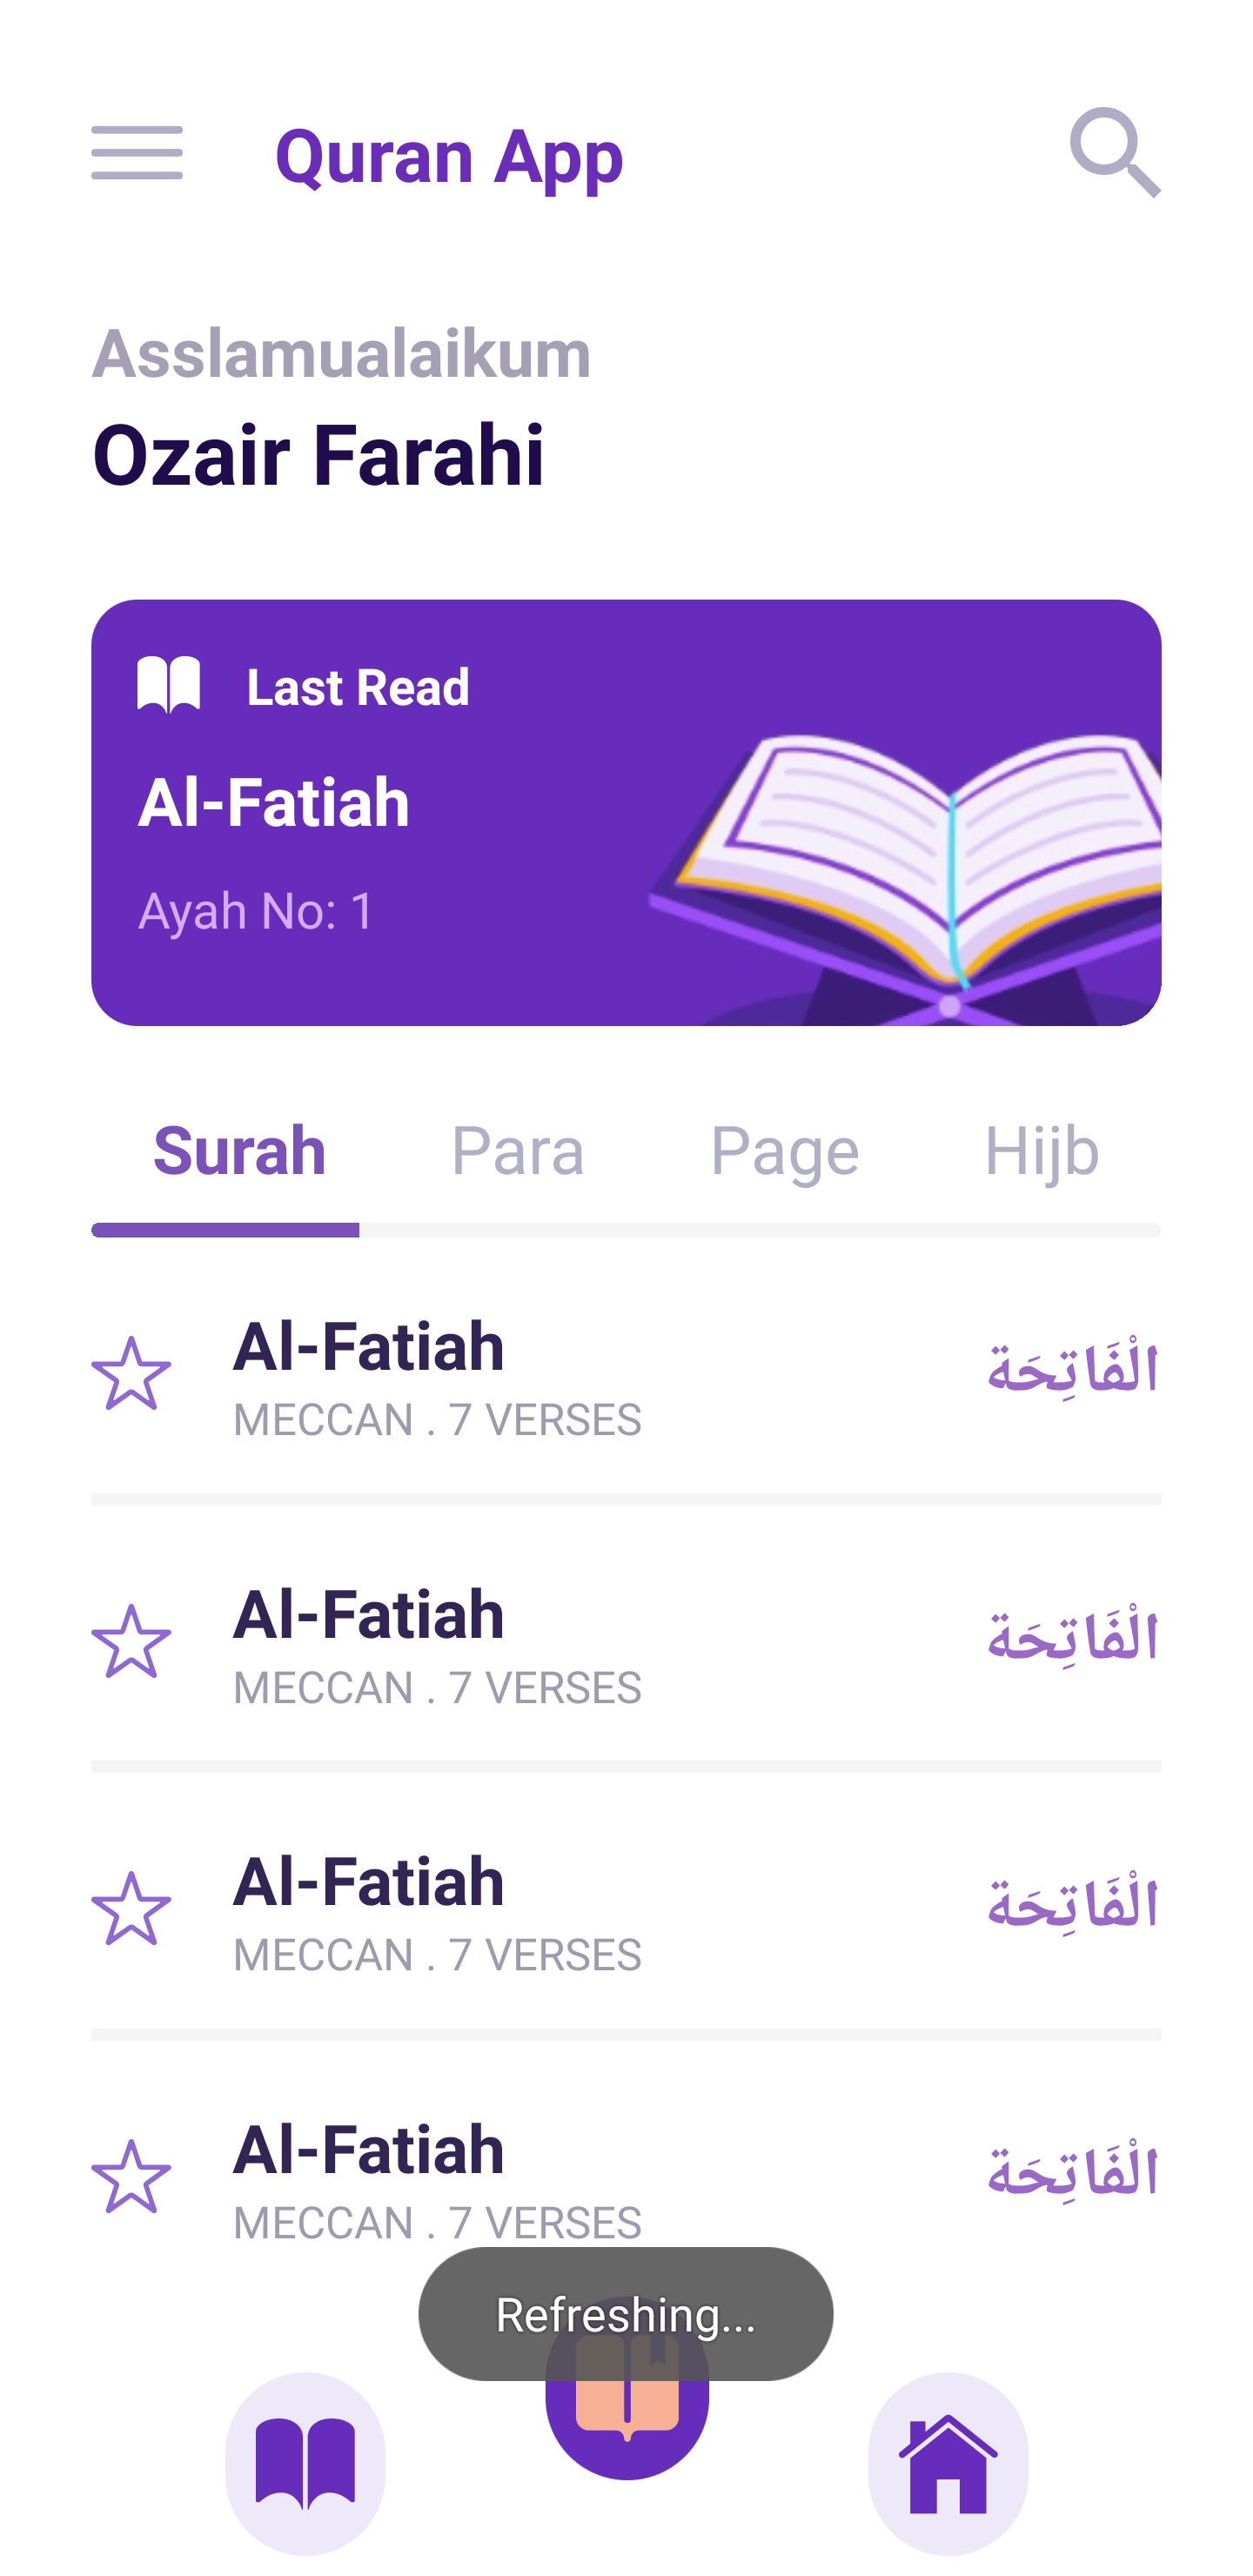 Quran App
Asslamualaikum
Ozair Farahi
Last Read
Al-Fatiah
Ayah No: 1
Surah Para Page Hijb
Al-Fatiah
MECCAN . 7 VERSES
الْفَاتِحَة
Al-Fatiah
MECCAN . 7 VERSES
الْفَاتِحَة
Al-Fatiah
MECCAN . 7 VERSES
الْفَاتِحَة
Al-Fatiah
MECCAN . 7 VERSES
الْفَاتِحَة
Refreshing...